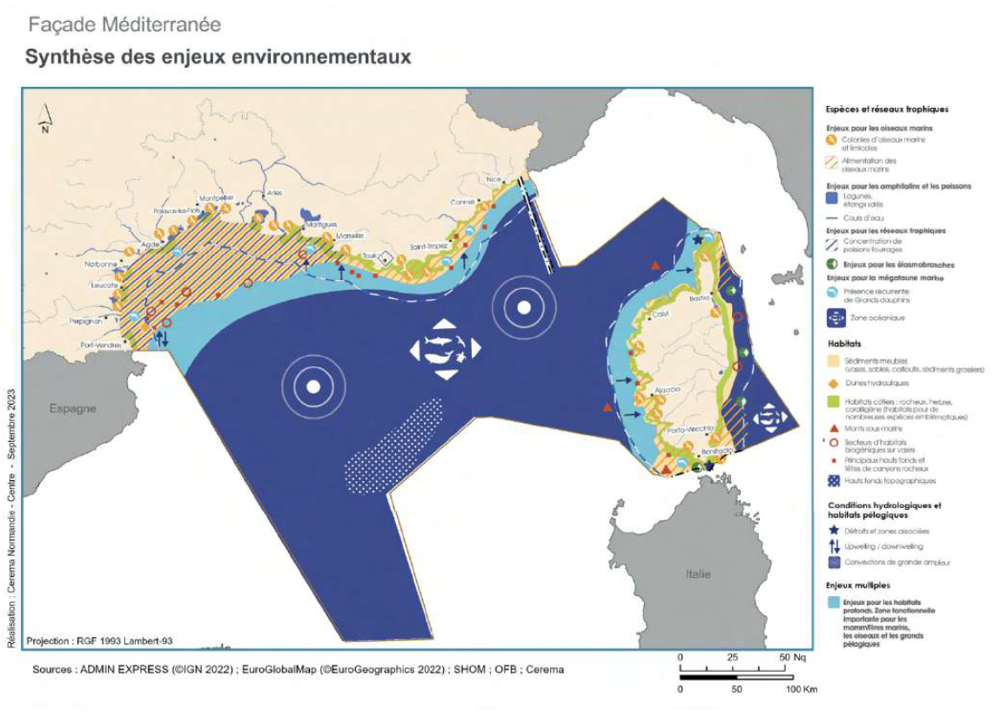 Façade Méditerranée
Synthèse des enjeux environnementaux
N
Nice
Cannes
Arles
Montpellier
Palavas-les-Flots
Martigues
Marseille
Agde
Saint-Tropez
Toulon
Narbonne
Leucate
Perpignan
Port-Vendres
Bastia
Calvi
Ajaccio
Porto-Vecchio
Bonifacio
Espagne
Italie
Projection : RGF 1993 Lambert-93
Réalisation : Cerema Normandie - Centre - Septembre 2023
Sources : ADMIN EXPRESS (©IGN 2022) ; EuroGlobalMap (©EuroGeographics 2022) ; SHOM ; OFB ; Cerema
Espèces et réseaux trophiques
Enjeux pour les oiseaux marins
Colonies d'oiseaux marins
et limicoles
Alimentation des
oiseaux marins
Enjeux pour les amphihalins et les poissons
Lagunes,
étangs salés
Cours d'eau
Enjeux pour les réseaux trophiques
Concentration de
poissons fourrages
Enjeux pour les élasmobranches
Enjeux pour la mégafaune marine
Présence récurrente
de Grands dauphins
Zone océanique
Habitats
Sédiments meubles
(vases, sables, cailloutis, sédiments grossiers)
Dunes hydrauliques
Habitats côtiers : rocheux, herbier,
coralligène (habitats pour de
nombreuses espèces emblématiques)
Monts sous-marins
Secteurs d'habitats
biogéniques sur vases
Principaux hauts fonds et
têtes de canyons rocheux
Hauts fonds topographiques
Conditions hydrologiques et
habitats pélagiques
Détroits et zones associées
Upwelling / downwelling
Convections de grande ampleur
Enjeux multiples
Enjeux pour les habitats
profonds. Zone fonctionnelle
importante pour les
mammifères marins,
les oiseaux et les grands
pélagiques
0 25 50 Nq
0 50 100 Km